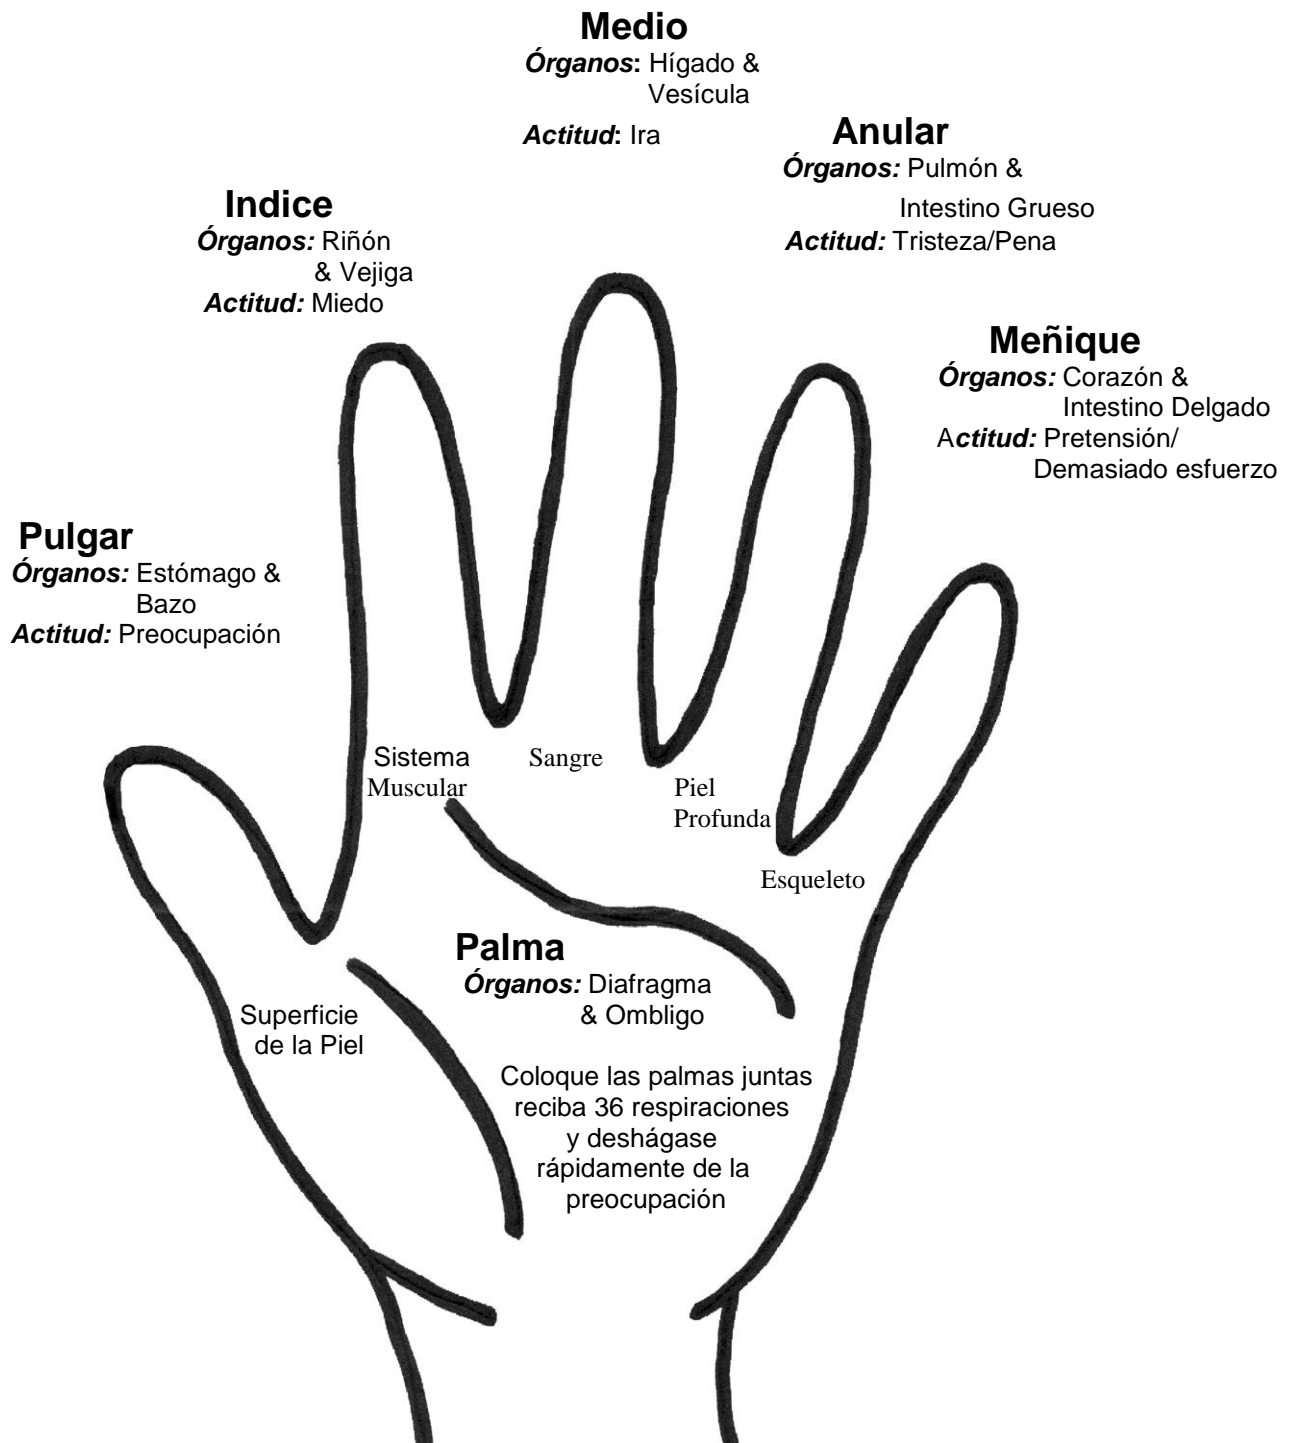 Medio
Órganos: Hígado &
Vesícula
Actitud: Ira
Anular
Órganos: Pulmón &
Intestino Grueso
Actitud: Tristeza/Pena
Indice
Órganos: Riñón
& Vejiga
Actitud: Miedo
Meñique
Órganos: Corazón &
Intestino Delgado
Actitud: Pretensión/
Demasiado esfuerzo
Pulgar
Órganos: Estómago &
Bazo
Actitud: Preocupación
Sistema
Muscular
Sangre
Piel
Profunda
Esqueleto
Superficie
de la Piel
Palma
Órganos: Diafragma
& Ombligo
Coloque las palmas juntas
reciba 36 respiraciones
y deshágase
rápidamente de la
preocupación